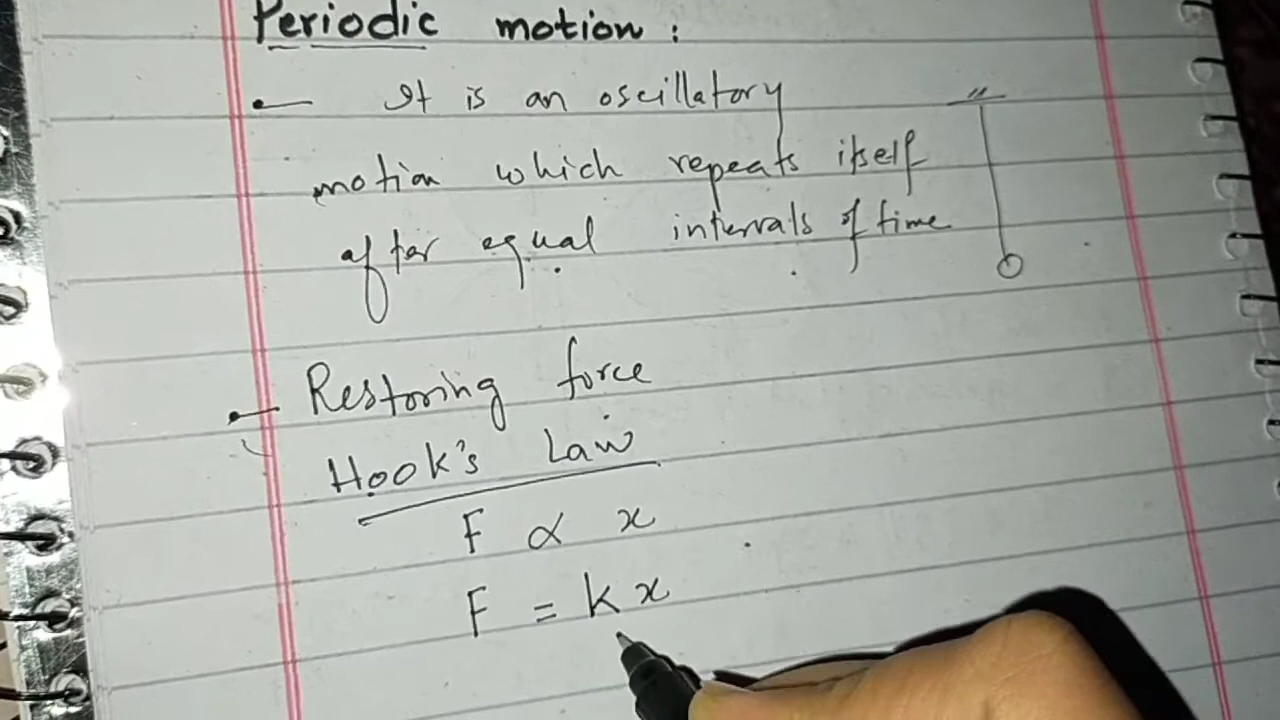 Periodic motion :
It is an oscillatory
motion which repeats itself
after equal intervals of time
Restoring force
Hook's Law
F ∝ x
F = kx